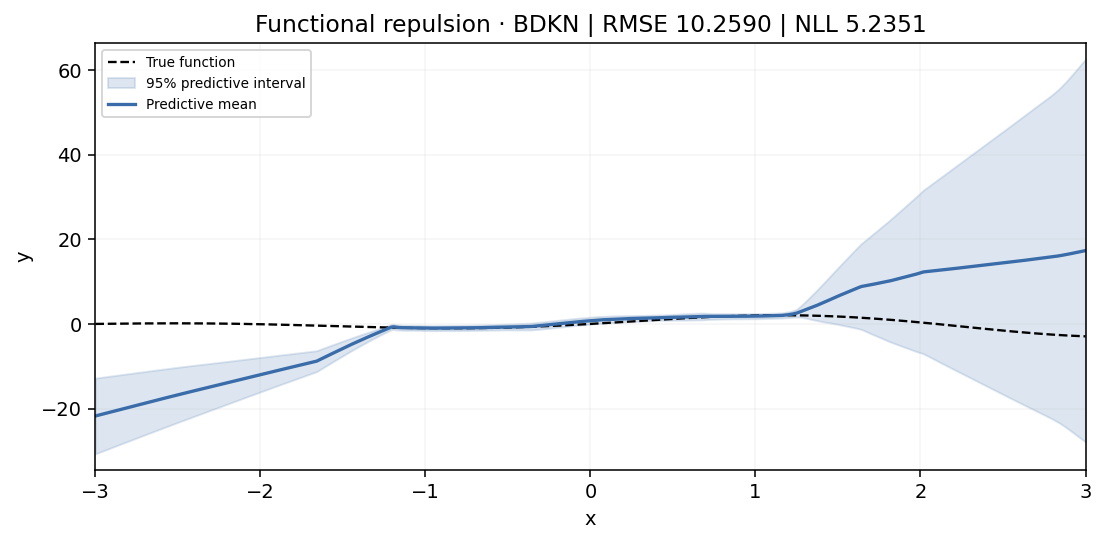 Functional repulsion · BDKN | RMSE 10.2590 | NLL 5.2351
True function
95% predictive interval
Predictive mean
60
40
20
0
−20
y
−3
−2
−1
0
1
2
3
x